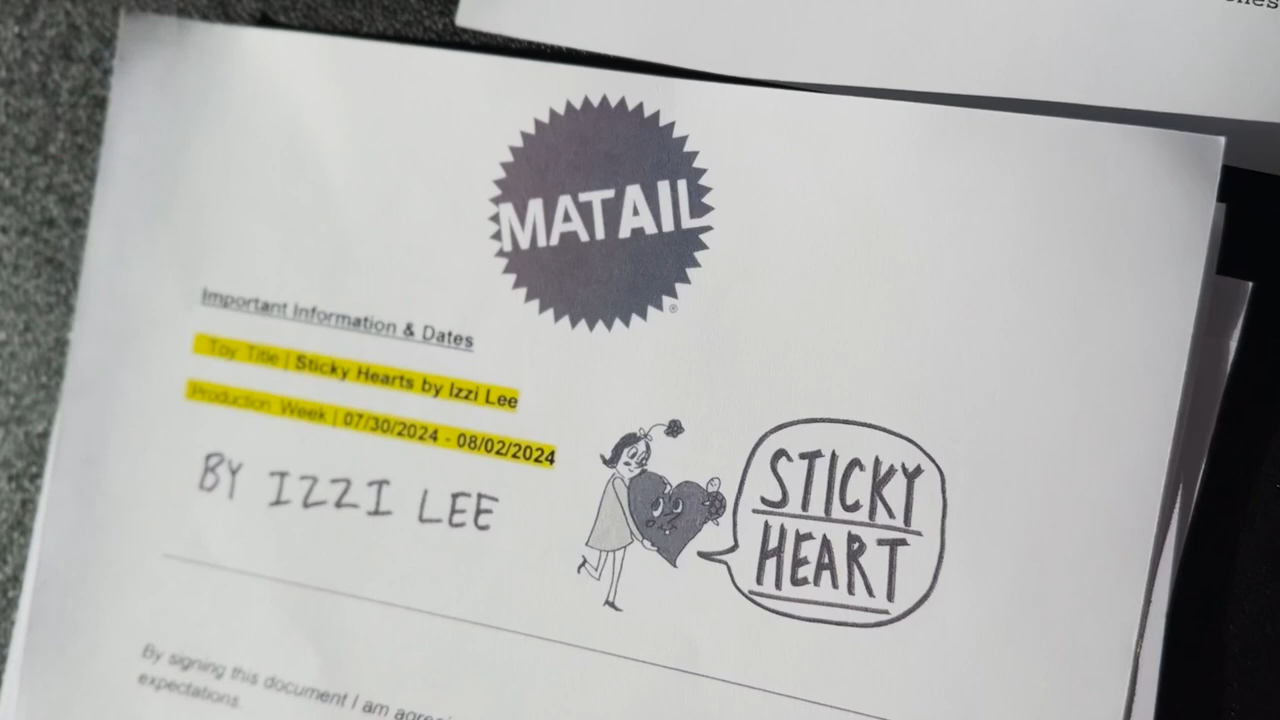 MATAIL
®
Important Information & Dates
Toy Title | Sticky Hearts by Izzi Lee
Production Week | 07/30/2024 - 08/02/2024
BY IZZI LEE
STICKY
HEART
By signing this document I am
expectations